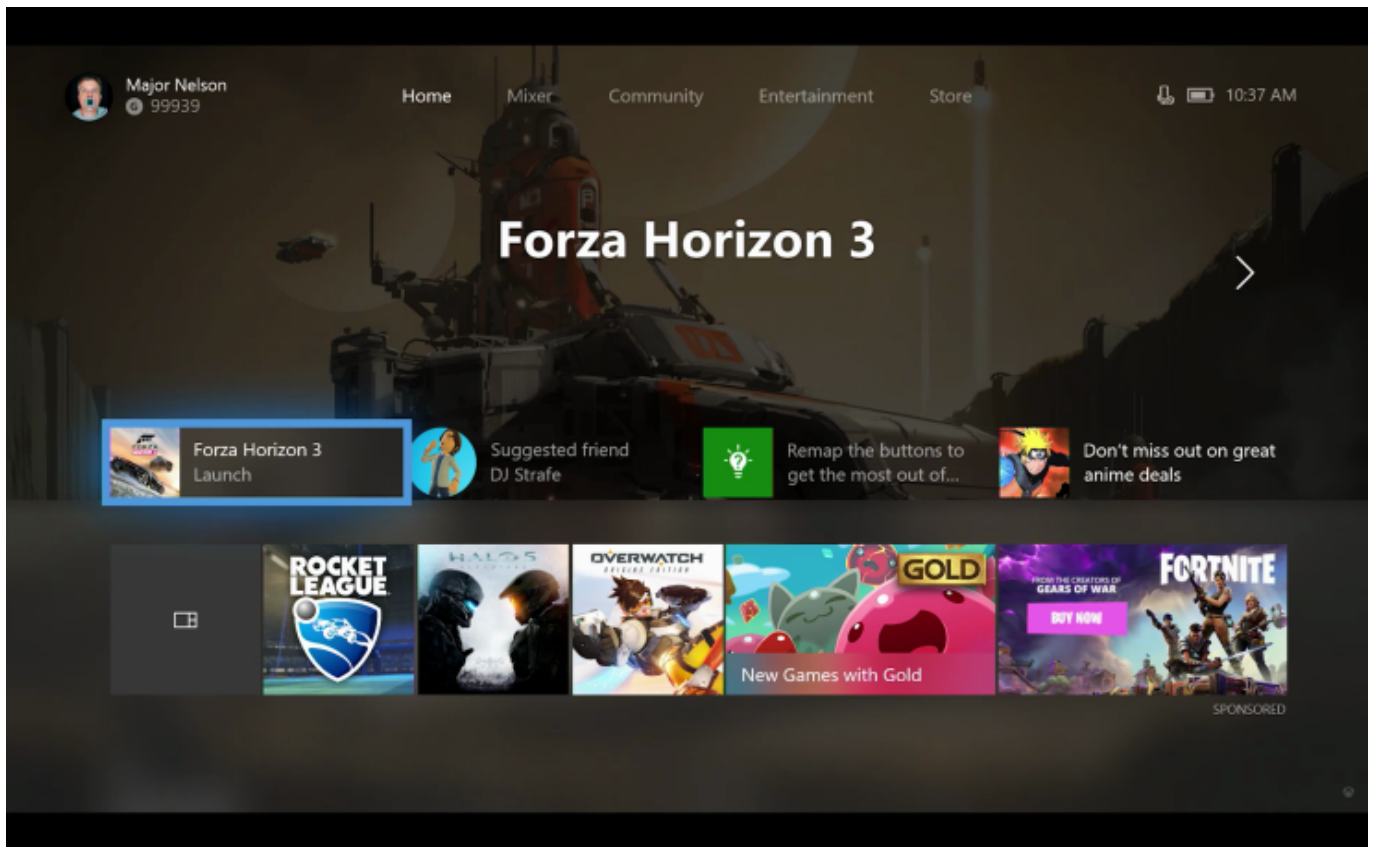 Major Nelson
G 99939
Home
Mixer
Community
Entertainment
Store
10:37 AM
Forza Horizon 3
Forza Horizon 3
Launch
Suggested friend
DJ Strafe
Remap the buttons to
get the most out of...
Don't miss out on great
anime deals
ROCKET
LEAGUE
HALO 5
OVERWATCH
ORIGINS EDITION
GOLD
New Games with Gold
FROM THE CREATORS OF
GEARS OF WAR
BUY NOW
FORTNITE
SPONSORED